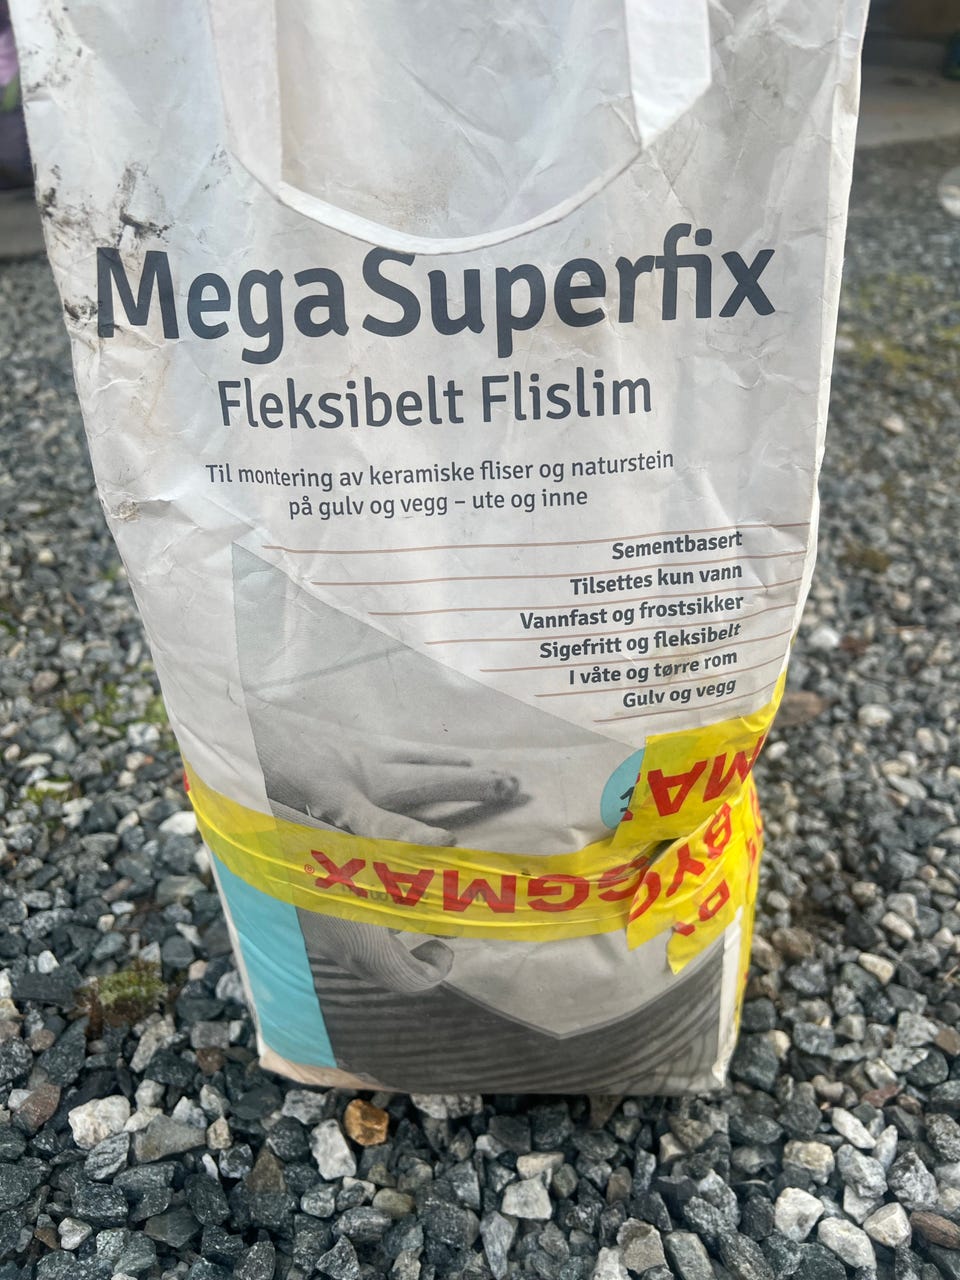 Mega Superfix
Fleksibelt Flislim
Til montering av keramiske fliser og naturstein
på gulv og vegg – ute og inne
Sementbasert
Tilsettes kun vann
Vannfast og frostsikker
Sigefritt og fleksibelt
I våte og tørre rom
Gulv og vegg
BYGGMAX®